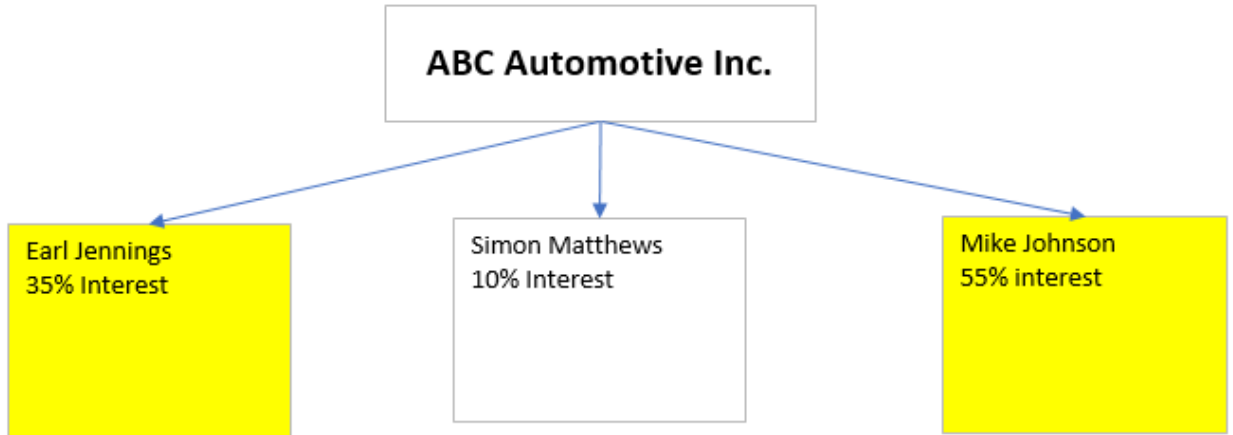 ABC Automotive Inc.
Earl Jennings
35% Interest
Simon Matthews
10% Interest
Mike Johnson
55% interest